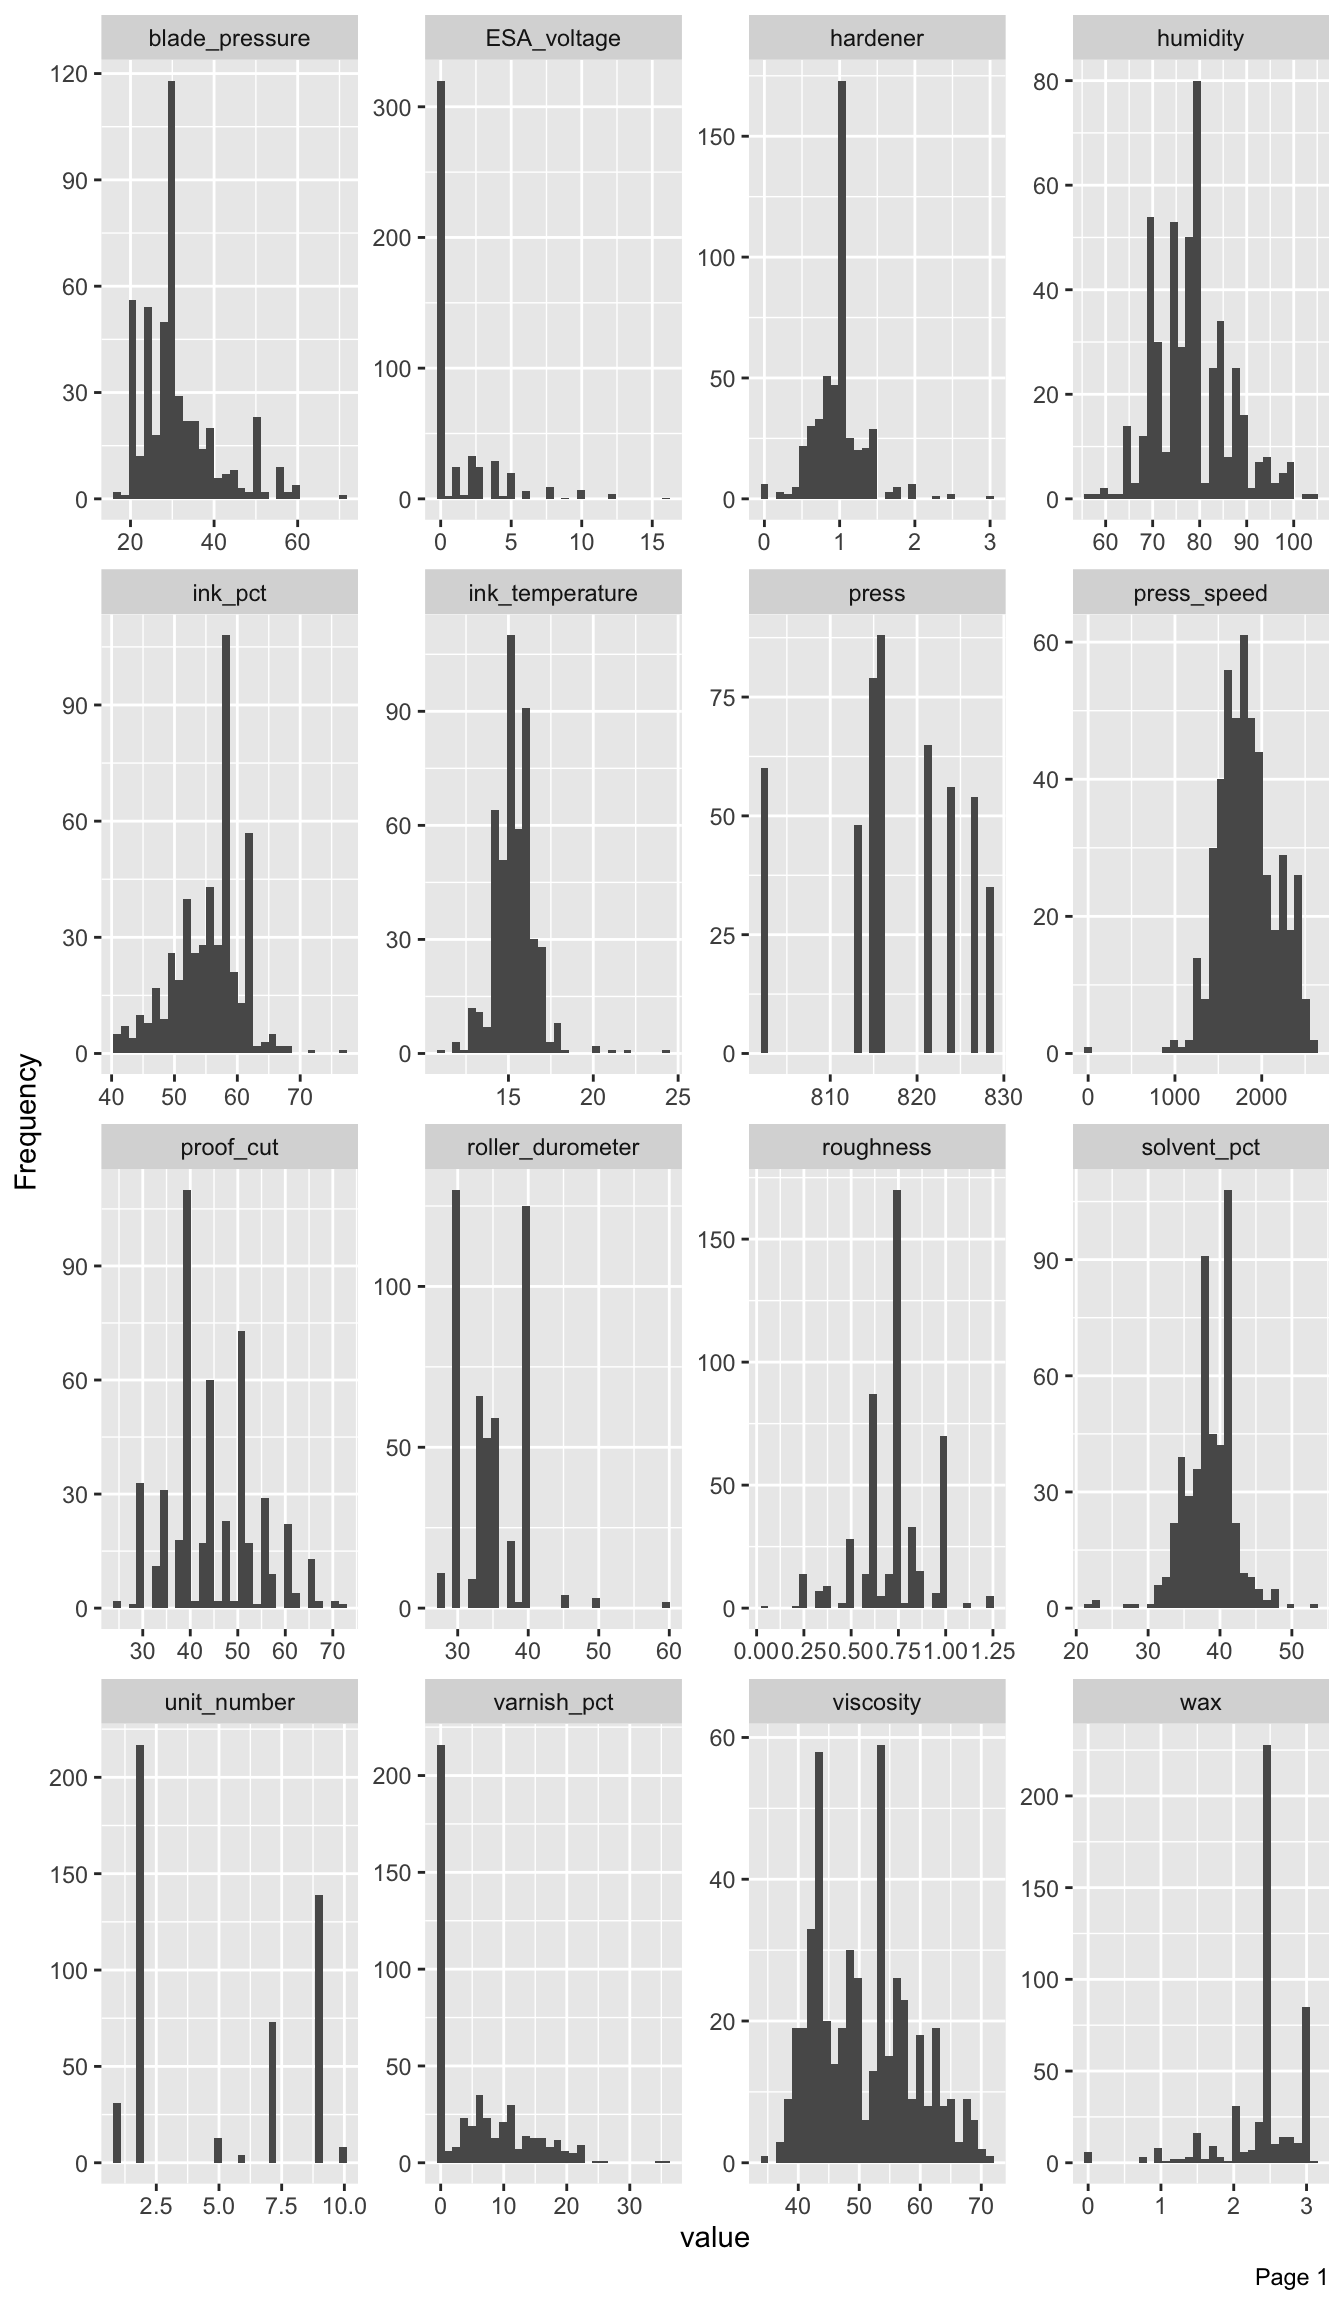 blade_pressure ESA_voltage hardener humidity
120
90
60
30
0
300
200
100
0
150
100
50
0
80
60
40
20
0
20 40 60
0 5 10 15
0 1 2 3
60 70 80 90 100
ink_pct ink_temperature press press_speed
90
60
30
0
90
60
30
0
75
50
25
0
60
40
20
0
40 50 60 70
15 20 25
810 820 830
0 1000 2000
Frequency
proof_cut roller_durometer roughness solvent_pct
90
60
30
0
100
50
0
150
100
50
0
90
60
30
0
30 40 50 60 70
30 40 50 60
0.00 0.25 0.50 0.75 1.00 1.25
20 30 40 50
unit_number varnish_pct viscosity wax
200
150
100
50
0
200
150
100
50
0
60
40
20
0
200
150
100
50
0
2.5 5.0 7.5 10.0
0 10 20 30
40 50 60 70
0 1 2 3
value
Page 1